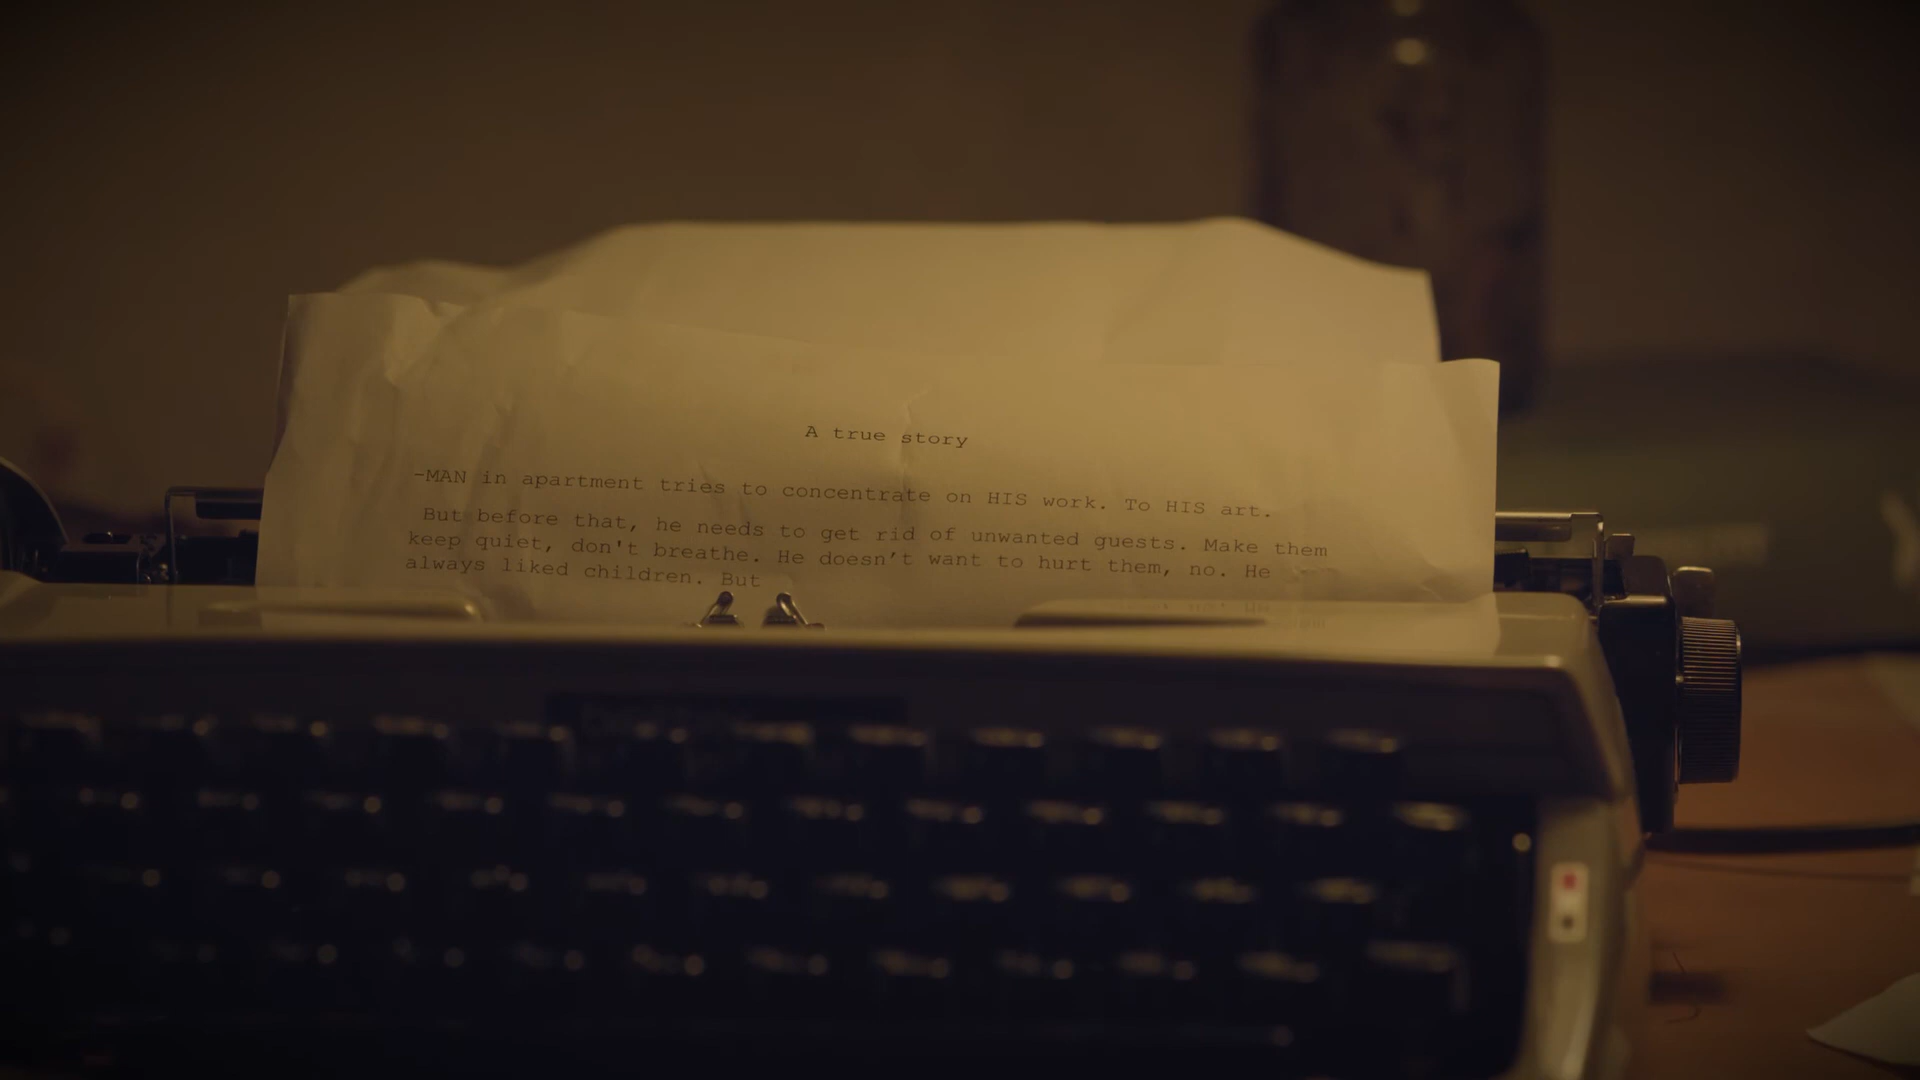 A true story
-MAN in apartment tries to concentrate on HIS work. To HIS art.
But before that, he needs to get rid of unwanted guests. Make them
keep quiet, don't breathe. He doesn’t want to hurt them, no. He
always liked children. But